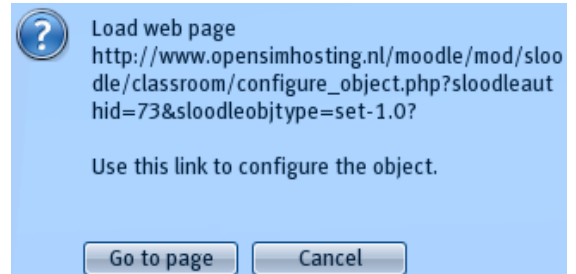 Load web page
http://www.opensimhosting.nl/moodle/mod/sloo
dle/classroom/configure_object.php?sloodleaut
hid=73&sloodleobjtype=set-1.0?
Use this link to configure the object.
Go to page Cancel